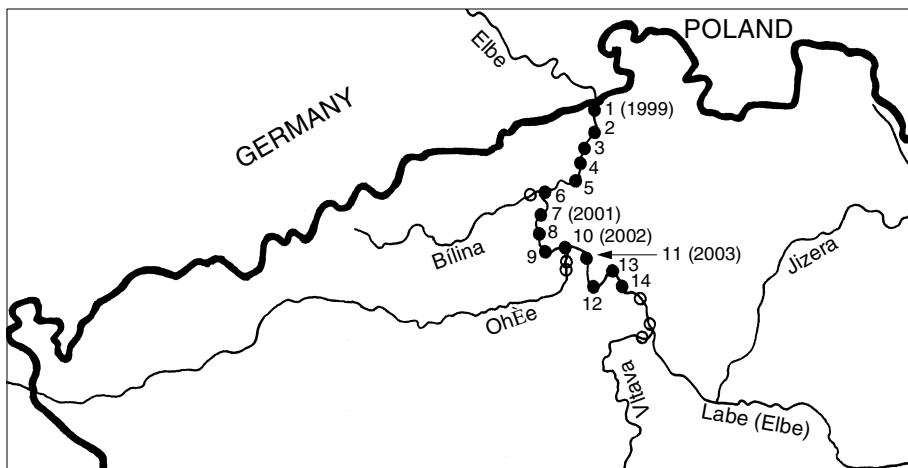 POLAND
Elbe
GERMANY
1 (1999)
2
3
4
5
6
7 (2001)
8
9
10 (2002)
11 (2003)
12
13
14
Bílina
OhÈe
Jizera
Vltava
Labe (Elbe)